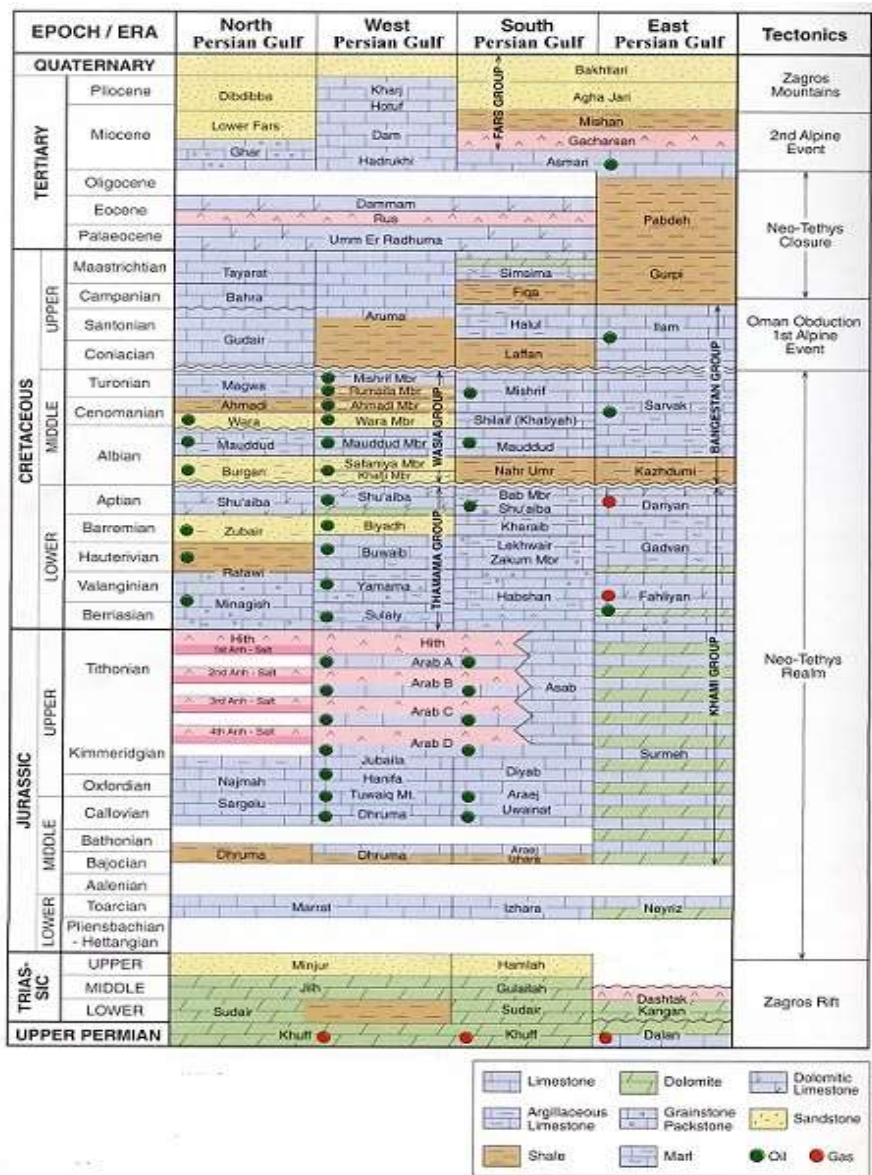 EPOCH / ERA
North
Persian Gulf
West
Persian Gulf
South
Persian Gulf
East
Persian Gulf
Tectonics
QUATERNARY
TERTIARY
Pliocene
Miocene
Oligocene
Eocene
Palaeocene
CRETACEOUS
UPPER
Maastrichtian
Campanian
Santonian
Coniacian
MIDDLE
Turonian
Cenomanian
Albian
LOWER
Aptian
Barremian
Hauterivian
Valanginian
Berriasian
JURASSIC
UPPER
Tithonian
Kimmeridgian
Oxfordian
MIDDLE
Callovian
Bathonian
Bajocian
Aalenian
LOWER
Toarcian
Pliensbachian
- Hettangian
TRIAS-
SIC
UPPER
MIDDLE
LOWER
UPPER PERMIAN
Dibdibba
Lower Fars
Ghar
Kharj
Hofuf
Dam
Hadrukhi
FARS GROUP
Bakhtiari
Agha Jari
Mishan
Gachsaran
Asmari
Dammam
Rus
Umm Er Radhuma
Pabdeh
Gurpi
Tayarat
Bahra
Gudair
Aruma
Simsima
Fiqa
Halul
Laffan
Ilam
BANGESTAN GROUP
Magwa
Ahmadi
Wara
Mauddud
Burgan
Mishrif Mbr
Rumaila Mbr
Ahmadi Mbr
Wara Mbr
Mauddud Mbr
Safaniya Mbr
Khafji Mbr
WASIA GROUP
Mishrif
Shilaif (Khatiyah)
Mauddud
Nahr Umr
Sarvak
Kazhdumi
Shu'aiba
Zubair
Ratawi
Minagish
Shu'aiba
Biyadh
Buwaib
Yamama
Sulaiy
THAMAMA GROUP
Bab Mbr
Shu'aiba
Kharaib
Lekhwair
Zakum Mbr
Habshan
Dariyan
Gadvan
Fahliyan
KHAMI GROUP
Hith
1st Anh - Salt
2nd Anh - Salt
3rd Anh - Salt
4th Anh - Salt
Najmah
Sargelu
Dhruma
Hith
Arab A
Arab B
Arab C
Arab D
Jubaila
Hanifa
Tuwaiq Mt.
Dhruma
Dhruma
Asab
Diyab
Araej
Uwainat
Araej
Izhara
Surmeh
Marrat
Izhara
Neyriz
Minjur
Jilh
Sudair
Khuff
Hamlah
Gulailah
Sudair
Khuff
Dashtak
Kangan
Dalan
Zagros
Mountains
2nd Alpine
Event
Neo-Tethys
Closure
Oman Obduction
1st Alpine
Event
Neo-Tethys
Realm
Zagros Rift
Limestone
Dolomite
Dolomitic
Limestone
Argillaceous
Limestone
Grainstone
Packstone
Sandstone
Shale
Marl
Oil
Gas